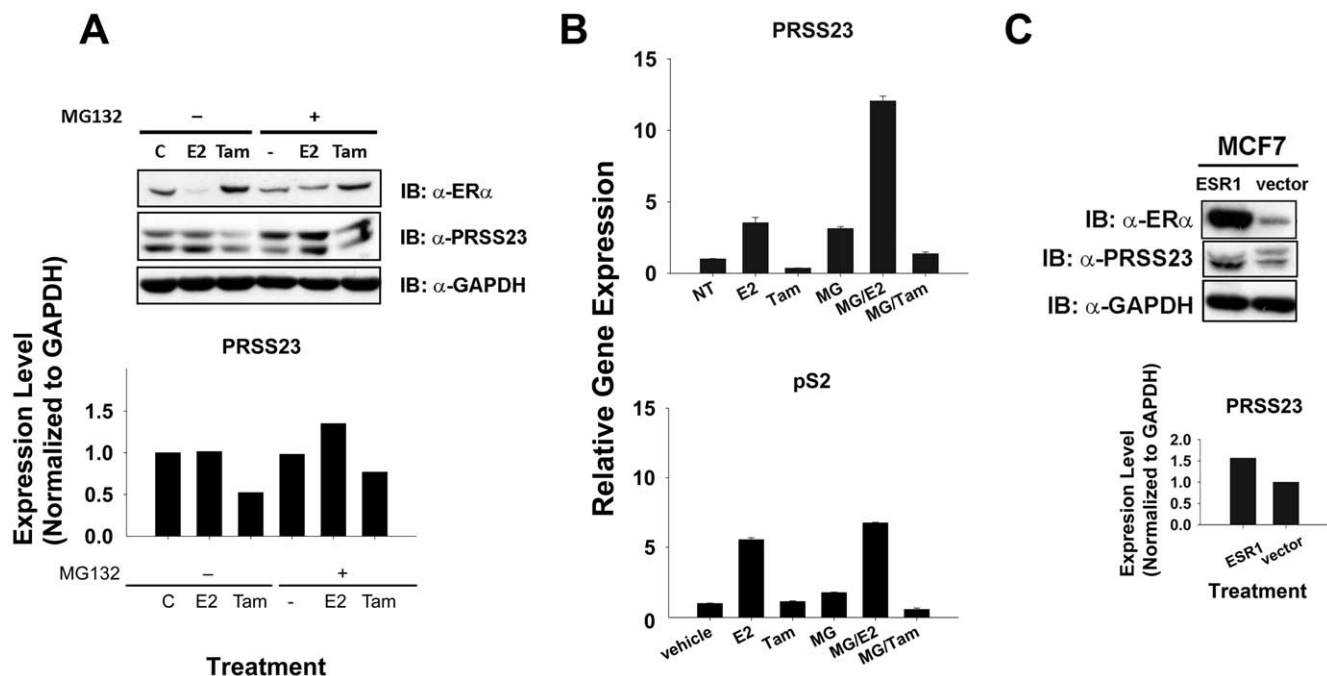 A
MG132
– +
C E2 Tam - E2 Tam
IB: α-ERα
IB: α-PRSS23
IB: α-GAPDH
PRSS23
Expression Level
(Normalized to GAPDH)
1.5
1.0
0.5
0.0
MG132 – +
C E2 Tam - E2 Tam
Treatment
B
Relative Gene Expression
PRSS23
15
10
5
0
NT E2 Tam MG MG/E2 MG/Tam
pS2
15
10
5
0
vehicle E2 Tam MG MG/E2 MG/Tam
C
MCF7
ESR1 vector
IB: α-ERα
IB: α-PRSS23
IB: α-GAPDH
PRSS23
Expresion Level
(Normalized to GAPDH)
2.0
1.5
1.0
0.5
0.0
ESR1 vector
Treatment